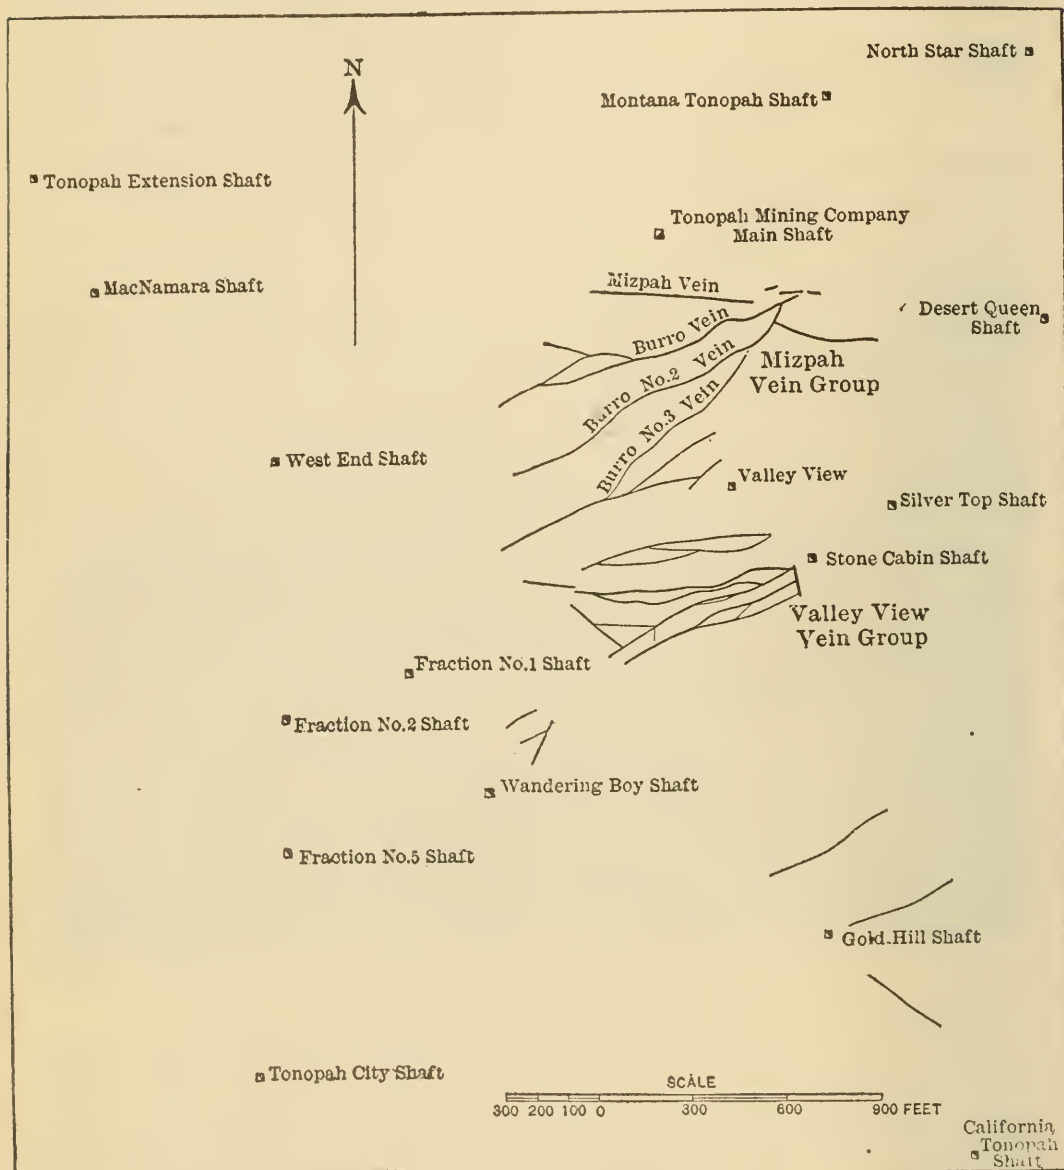 North Star Shaft
N
Montana Tonopah Shaft
Tonopah Extension Shaft
Tonopah Mining Company
Main Shaft
MacNamara Shaft
Mizpah Vein
Desert Queen
Shaft
Burro Vein
Burro No.2 Vein
Mizpah
Vein Group
Burro No.3 Vein
West End Shaft
Valley View
Silver Top Shaft
Stone Cabin Shaft
Valley View
Vein Group
Fraction No.1 Shaft
Fraction No.2 Shaft
Wandering Boy Shaft
Fraction No.5 Shaft
Gold Hill Shaft
Tonopah City Shaft
SCALE
300 200 100 0 300 600 900 FEET
California
Tonopah
Shaft